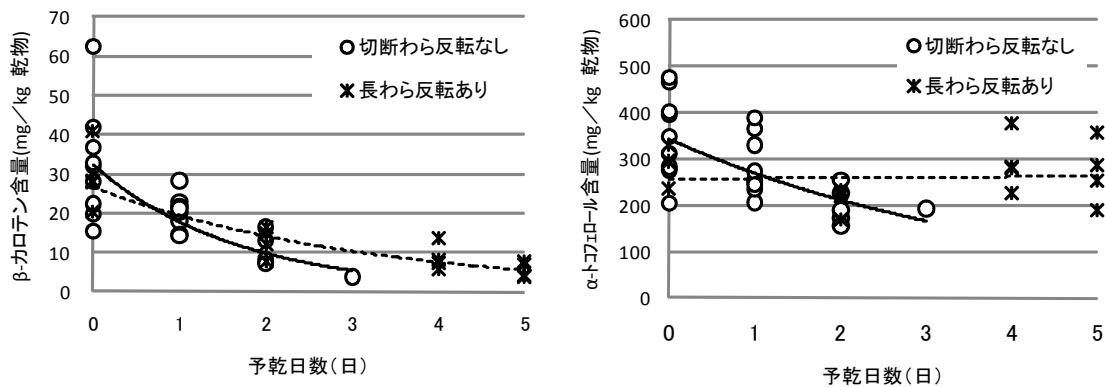 70
60
50
40
30
20
10
0
β-カロテン含量(mg／kg 乾物)
切断わら反転なし
長わら反転あり
0 1 2 3 4 5
予乾日数(日)
600
500
400
300
200
100
0
α-トコフェロール含量(mg／kg 乾物)
切断わら反転なし
長わら反転あり
0 1 2 3 4 5
予乾日数(日)